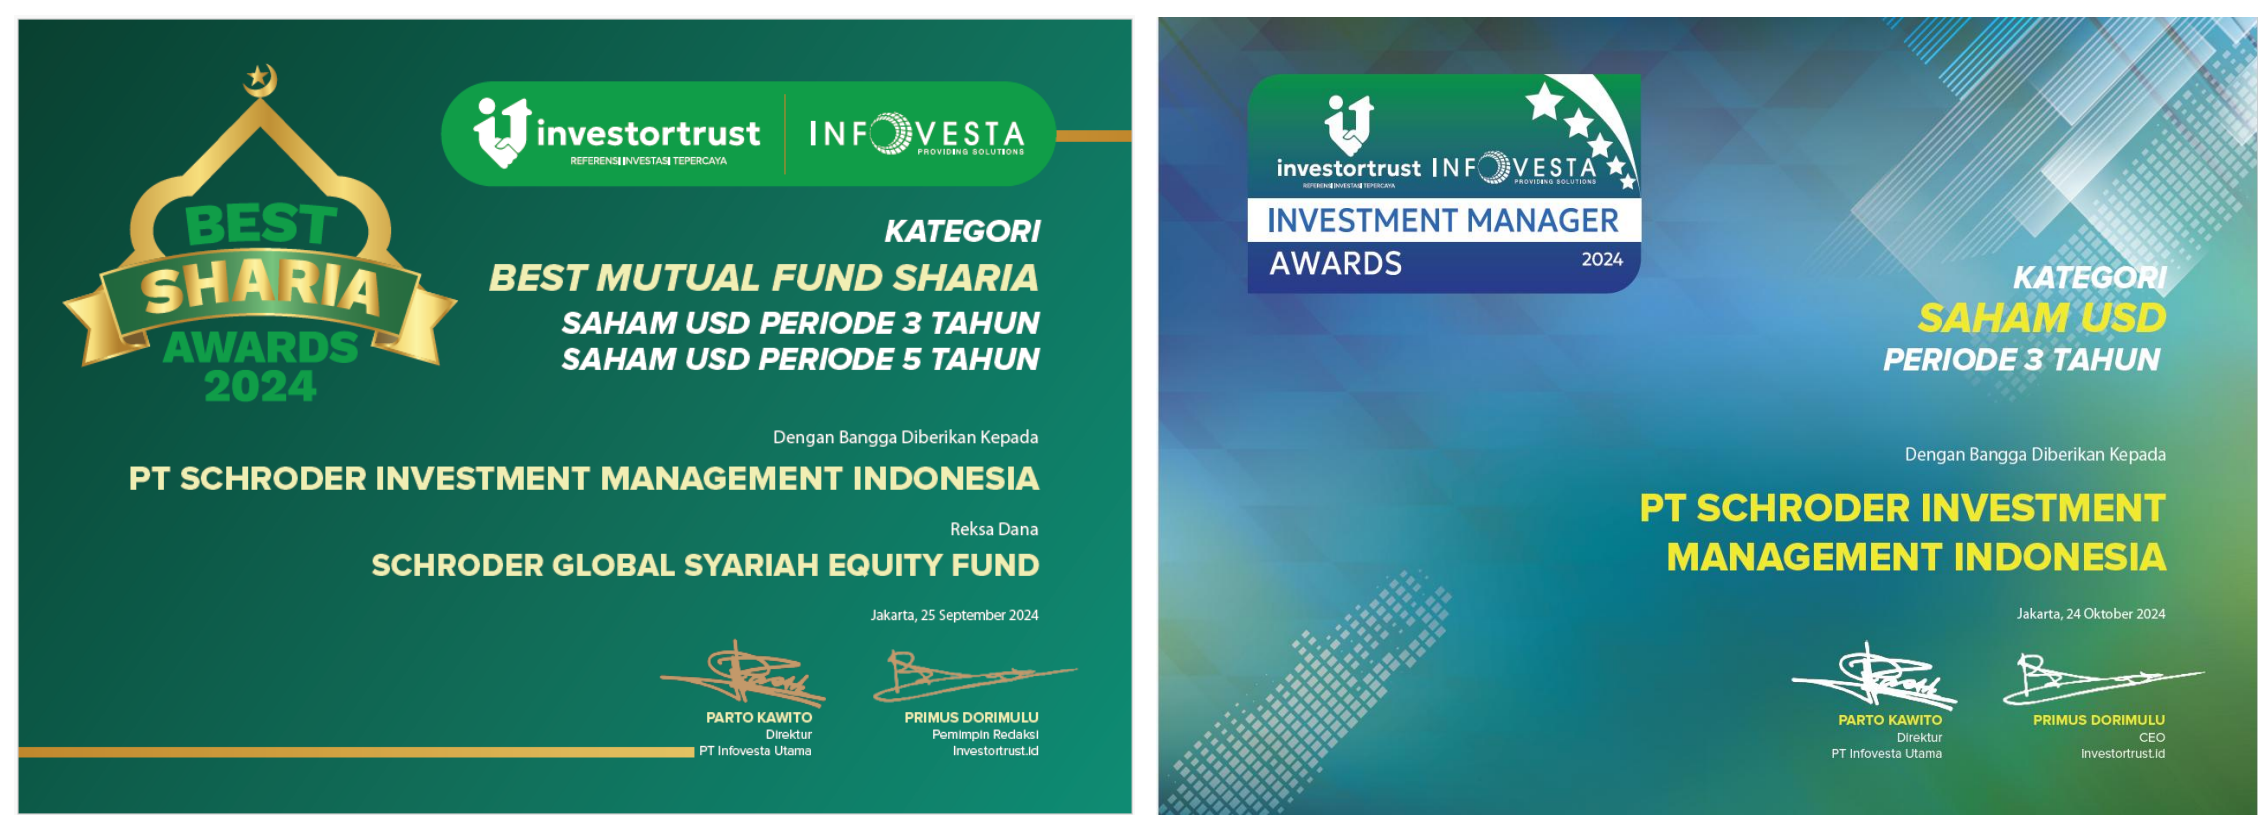 BEST
SHARIA
AWARDS
2024
investortrust
REFERENSI INVESTASI TEPERCAYA
INFOVESTA
PROVIDING SOLUTIONS
KATEGORI
BEST MUTUAL FUND SHARIA
SAHAM USD PERIODE 3 TAHUN
SAHAM USD PERIODE 5 TAHUN
Dengan Bangga Diberikan Kepada
PT SCHRODER INVESTMENT MANAGEMENT INDONESIA
Reksa Dana
SCHRODER GLOBAL SYARIAH EQUITY FUND
Jakarta, 25 September 2024
PARTO KAWITO
Direktur
PT Infovesta Utama
PRIMUS DORIMULU
Pemimpin Redaksi
Investortrust.id
investortrust
REFERENSI INVESTASI TEPERCAYA
INFOVESTA
PROVIDING SOLUTIONS
INVESTMENT MANAGER
AWARDS 2024
KATEGORI
SAHAM USD
PERIODE 3 TAHUN
Dengan Bangga Diberikan Kepada
PT SCHRODER INVESTMENT
MANAGEMENT INDONESIA
Jakarta, 24 Oktober 2024
PARTO KAWITO
Direktur
PT Infovesta Utama
PRIMUS DORIMULU
CEO
Investortrust.id